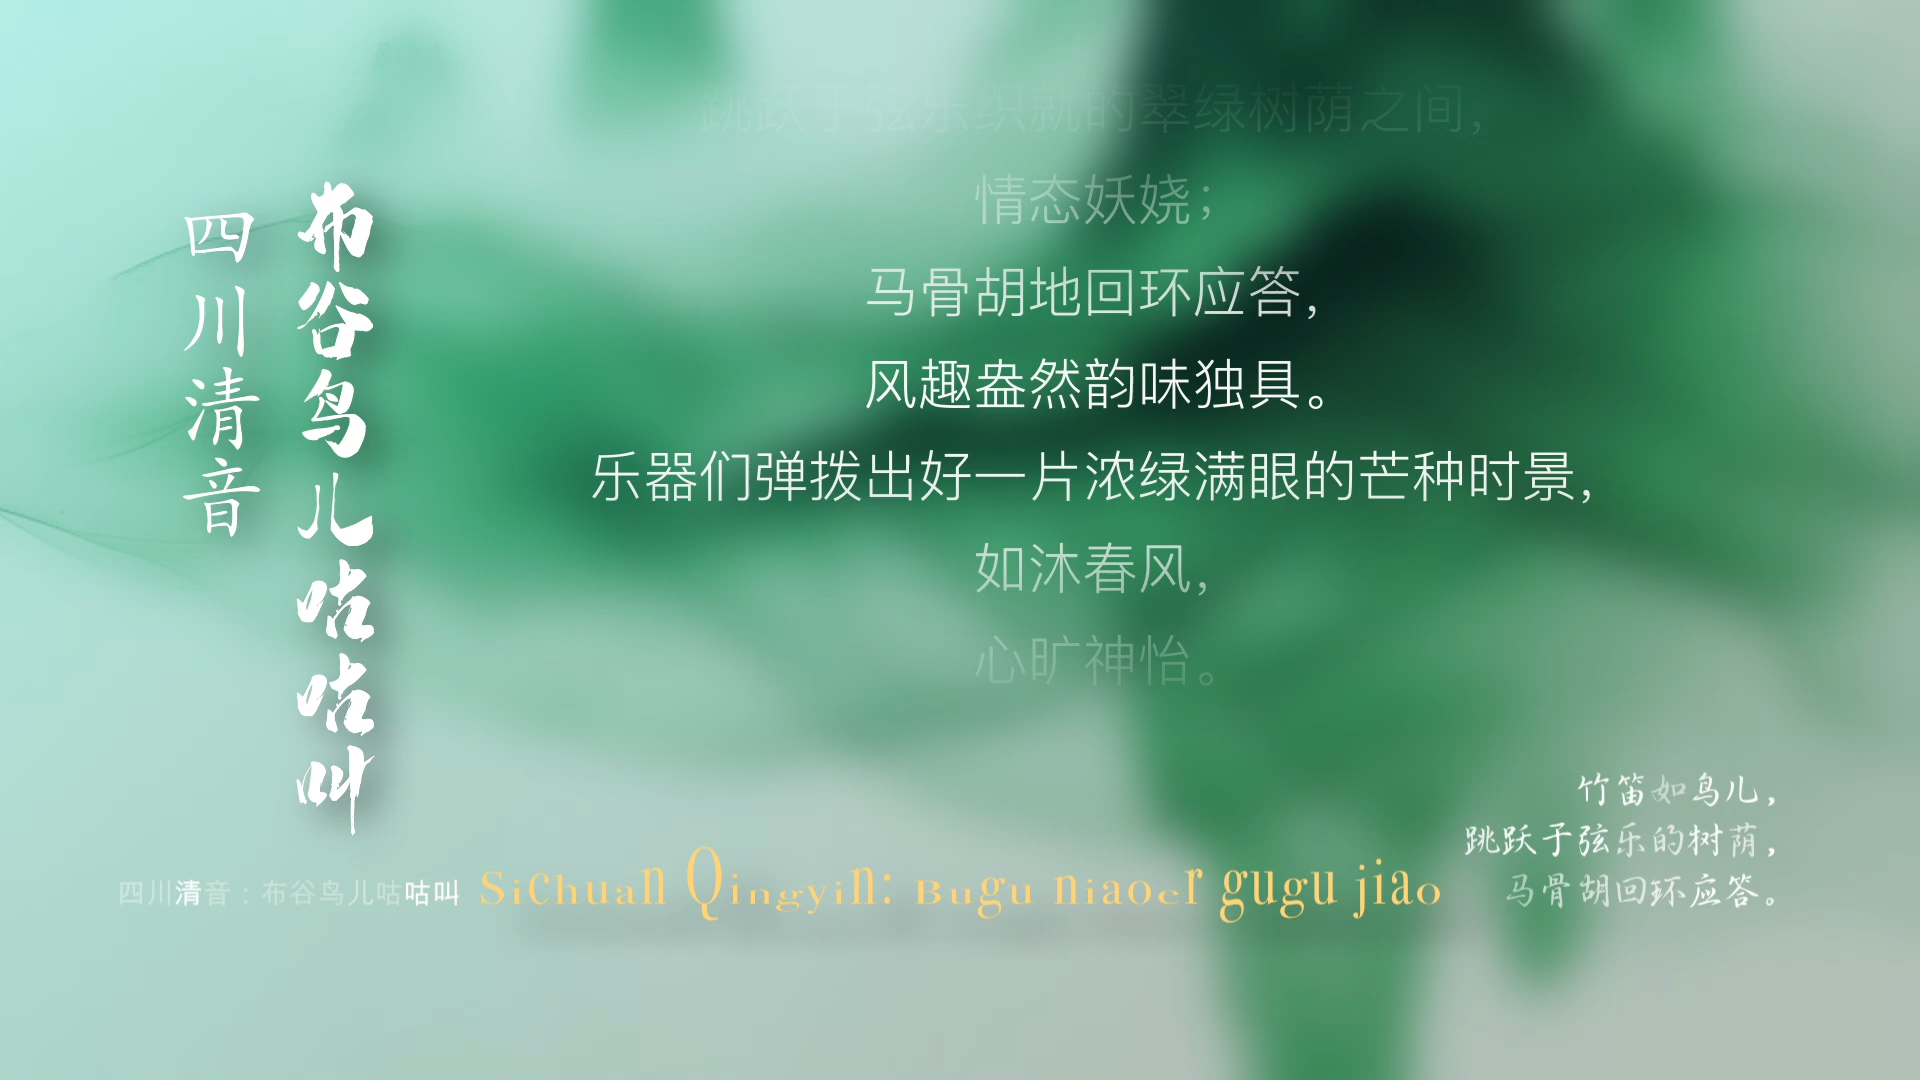 布谷鸟儿咕咕叫
四川清音
跳跃于弦乐织就的翠绿树荫之间，
情态妖娆；
马骨胡地回环应答，
风趣盎然韵味独具。
乐器们弹拨出好一片浓绿满眼的芒种时景，
如沐春风，
心旷神怡。
竹笛如鸟儿，
跳跃于弦乐的树荫，
马骨胡回环应答。
四川清音：布谷鸟儿咕咕叫 Sichuan Qingyin: Bugu niaoer gugu jiao